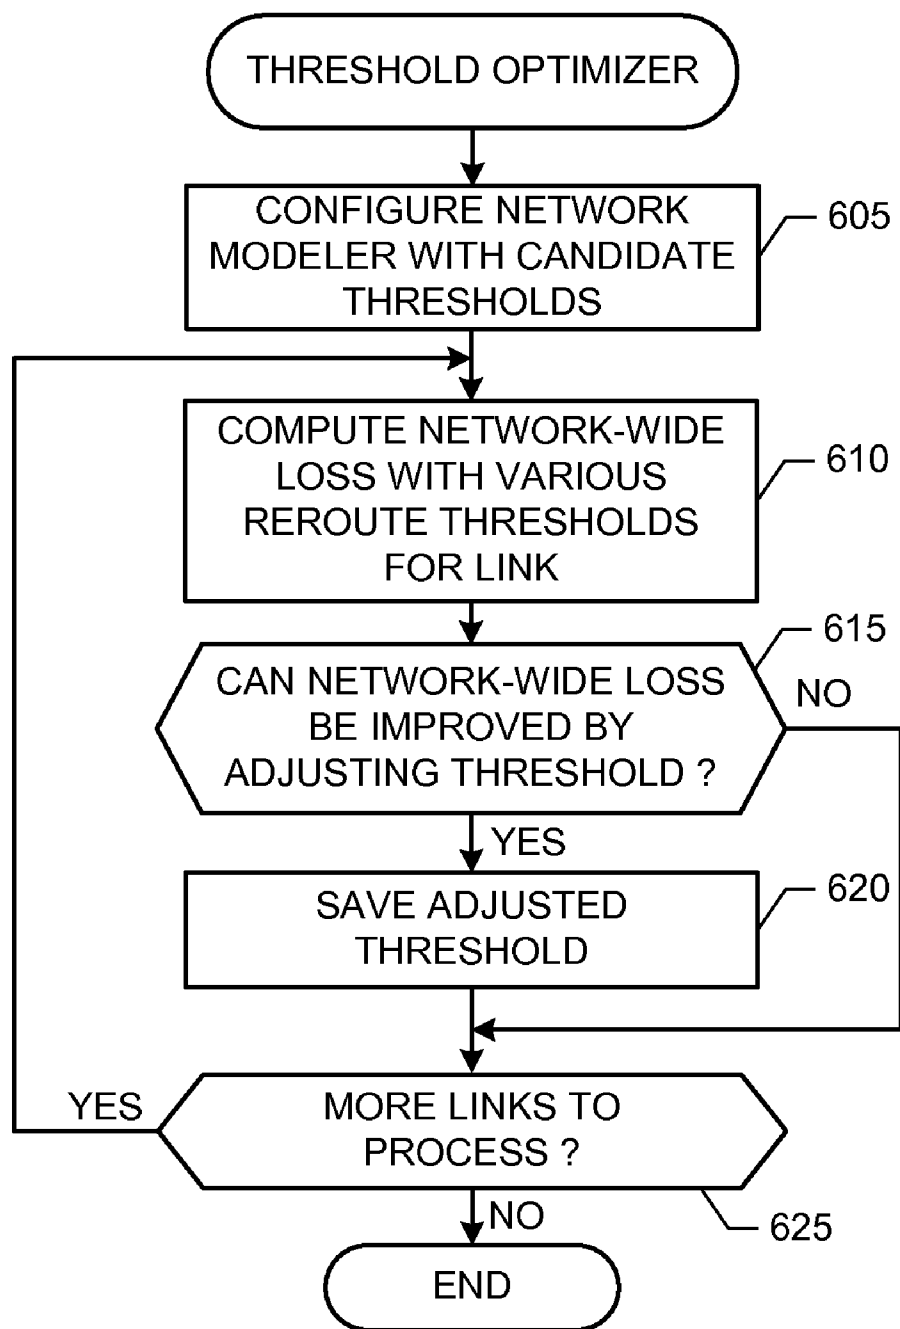 THRESHOLD OPTIMIZER
CONFIGURE NETWORK
MODELER WITH CANDIDATE
THRESHOLDS
605
COMPUTE NETWORK-WIDE
LOSS WITH VARIOUS
REROUTE THRESHOLDS
FOR LINK
610
CAN NETWORK-WIDE LOSS
BE IMPROVED BY
ADJUSTING THRESHOLD ?
615
NO
YES
SAVE ADJUSTED
THRESHOLD
620
MORE LINKS TO
PROCESS ?
YES
625
NO
END